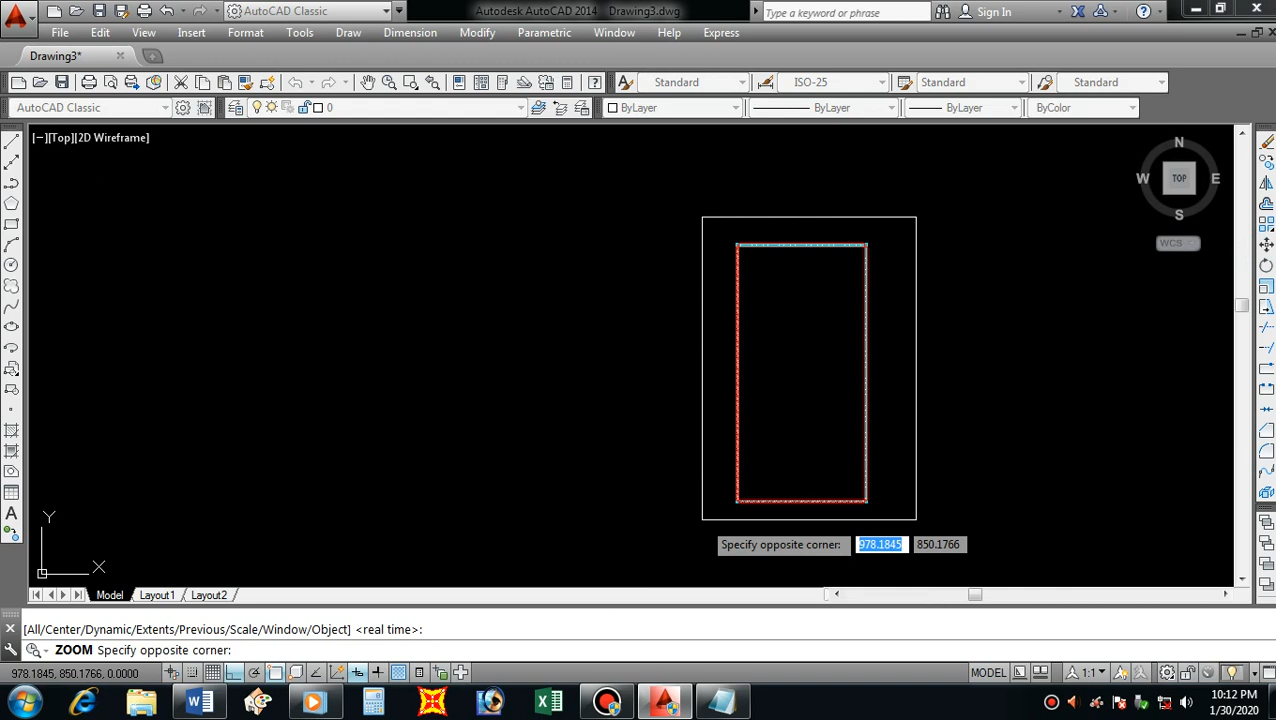 AutoCAD Classic
Autodesk AutoCAD 2014 Drawing3.dwg
Type a keyword or phrase
Sign In
File Edit View Insert Format Tools Draw Dimension Modify Parametric Window Help Express
Drawing3*
Standard ISO-25 Standard Standard
AutoCAD Classic 0 ByLayer ByLayer ByLayer ByColor
[−][Top][2D Wireframe]
N
W TOP E
S
WCS
Specify opposite corner: 978.1845 850.1766
Y
X
Model Layout1 Layout2
[All/Center/Dynamic/Extents/Previous/Scale/Window/Object] <real time>:
ZOOM Specify opposite corner:
978.1845, 850.1766, 0.0000 MODEL 1:1
10:12 PM
1/30/2020